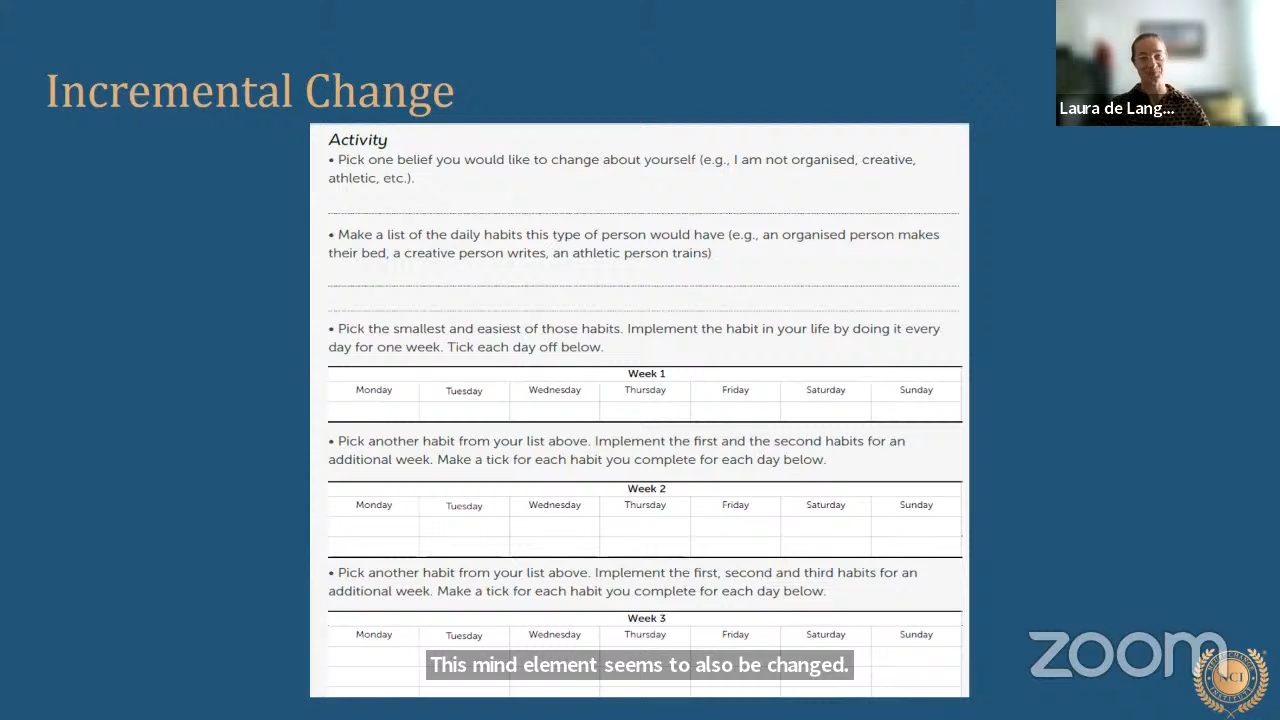 Incremental Change
Laura de Lang...
Activity
• Pick one belief you would like to change about yourself (e.g., I am not organised, creative,
athletic, etc.).
• Make a list of the daily habits this type of person would have (e.g., an organised person makes
their bed, a creative person writes, an athletic person trains)
• Pick the smallest and easiest of those habits. Implement the habit in your life by doing it every
day for one week. Tick each day off below.
Week 1
Monday Tuesday Wednesday Thursday Friday Saturday Sunday
• Pick another habit from your list above. Implement the first and the second habits for an
additional week. Make a tick for each habit you complete for each day below.
Week 2
Monday Tuesday Wednesday Thursday Friday Saturday Sunday
• Pick another habit from your list above. Implement the first, second and third habits for an
additional week. Make a tick for each habit you complete for each day below.
Week 3
Monday Tuesday Wednesday Thursday Friday Saturday Sunday
This mind element seems to also be changed.
zoom
NCI